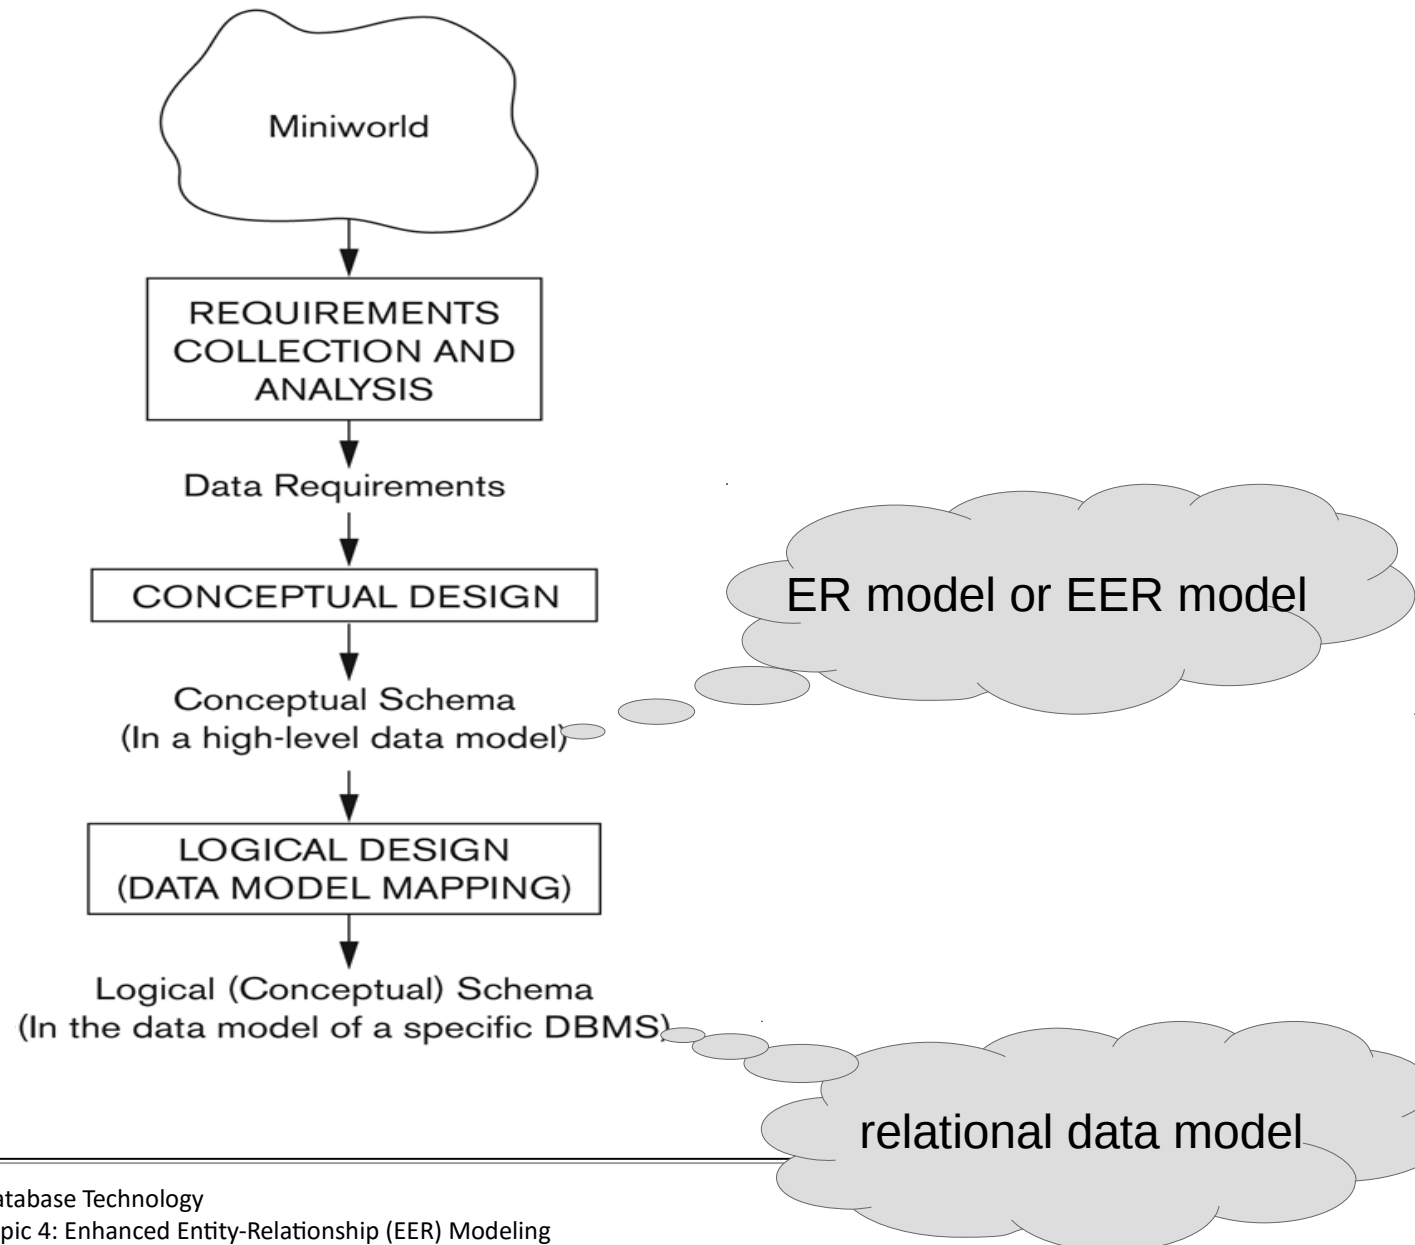 Miniworld
REQUIREMENTS
COLLECTION AND
ANALYSIS
Data Requirements
CONCEPTUAL DESIGN
ER model or EER model
Conceptual Schema
(In a high-level data model)
LOGICAL DESIGN
(DATA MODEL MAPPING)
Logical (Conceptual) Schema
(In the data model of a specific DBMS)
relational data model
atabase Technology
pic 4: Enhanced Entity-Relationship (EER) Modeling